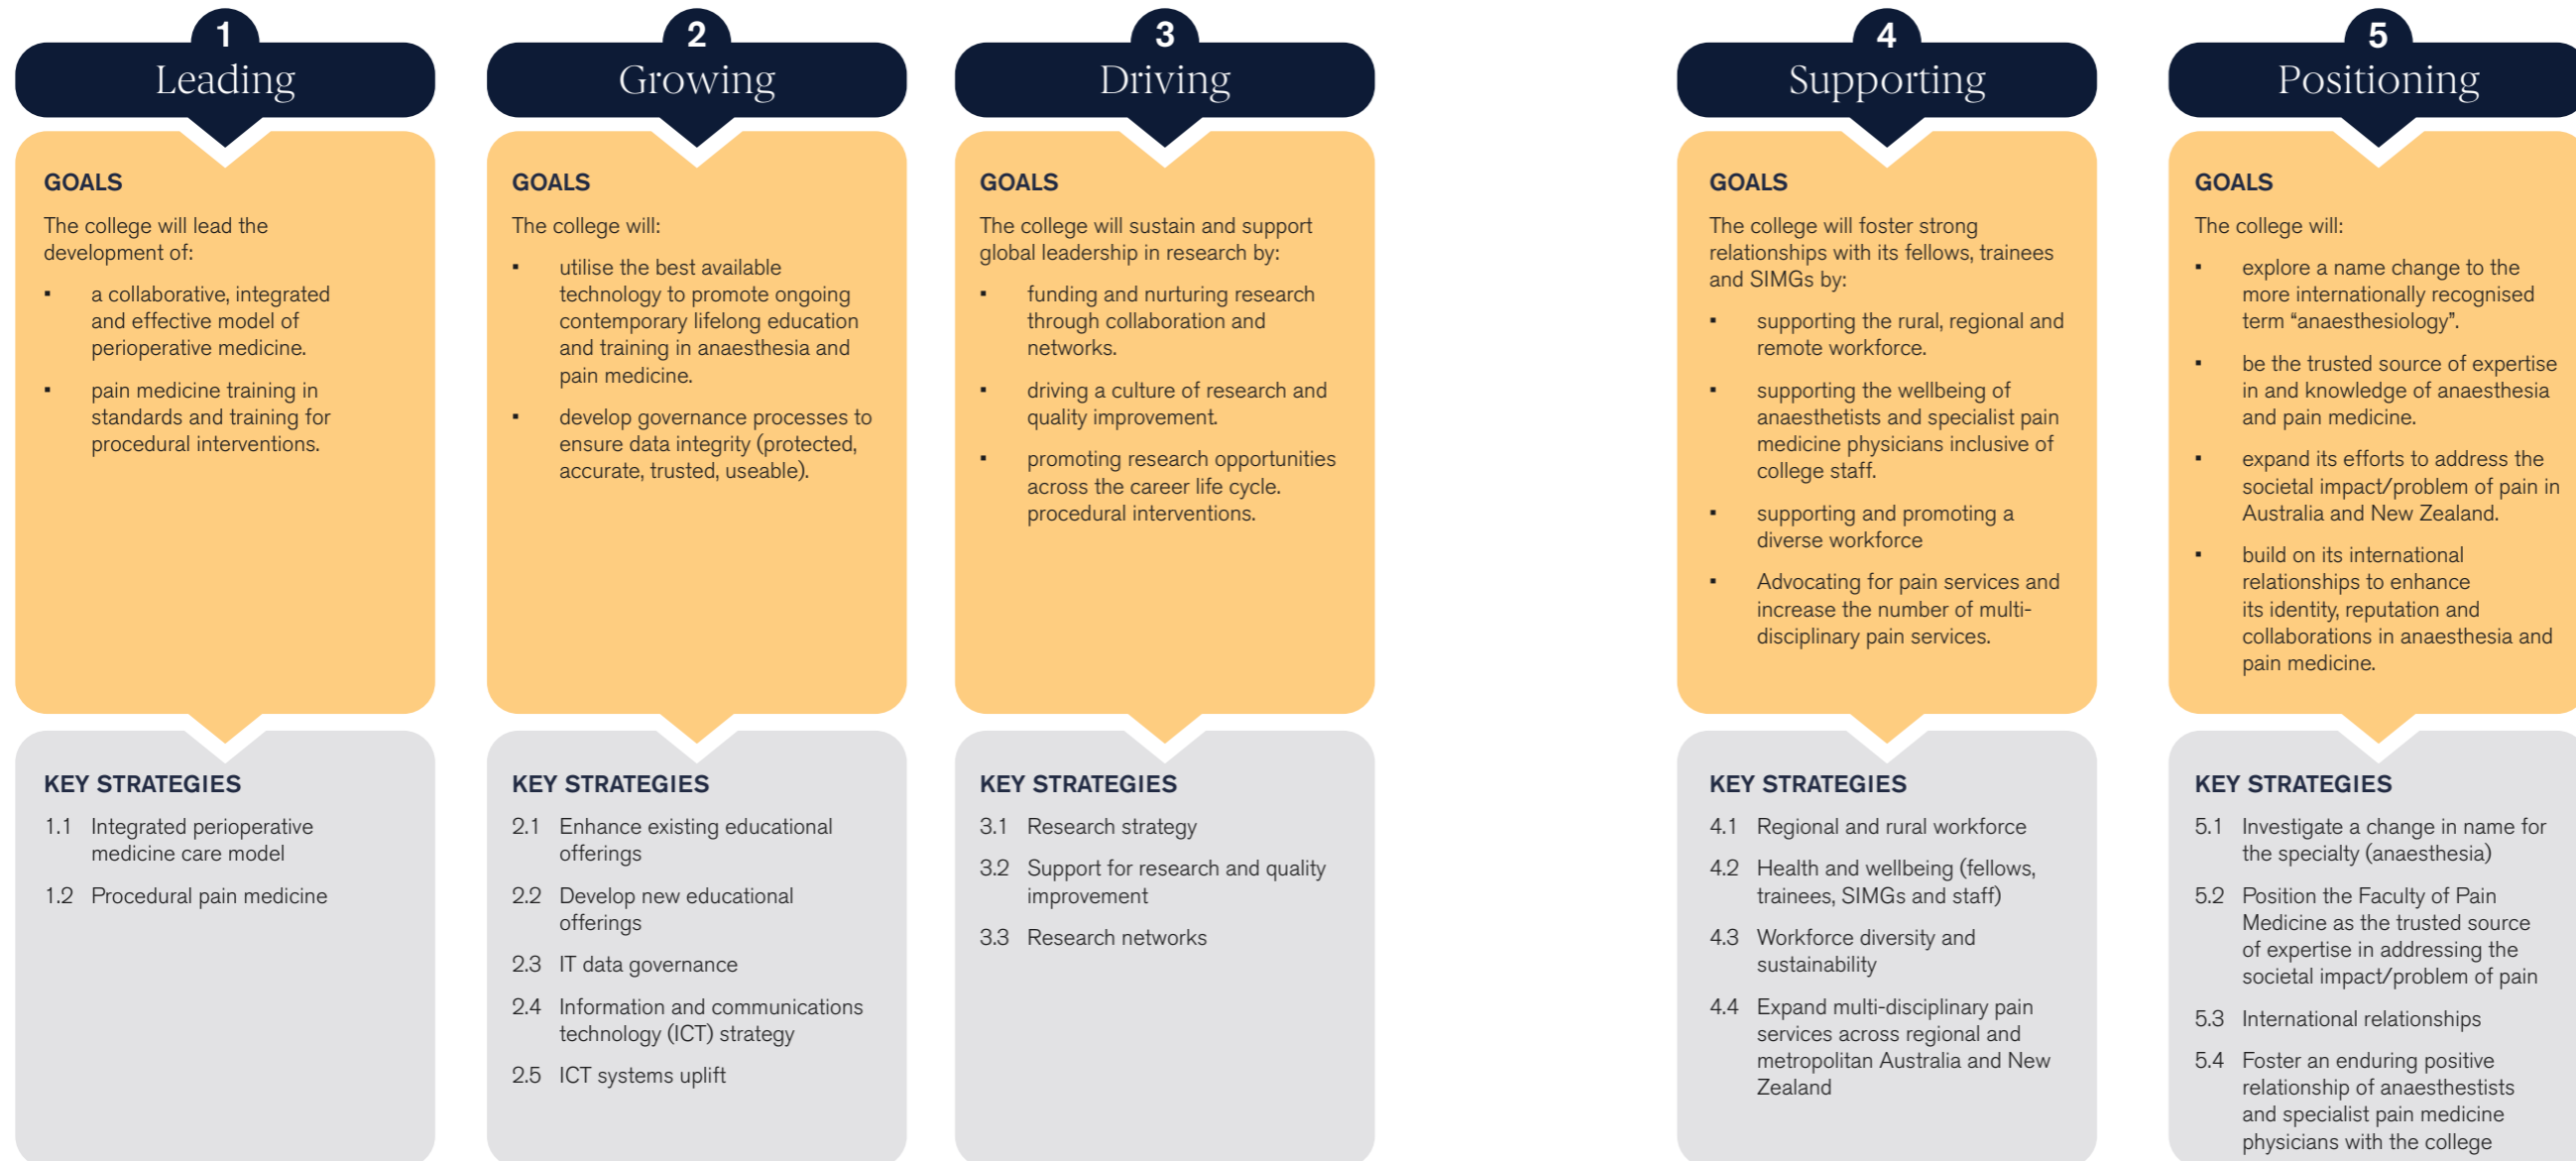 1
Leading
GOALS
The college will lead the
development of:
▪ a collaborative, integrated
and effective model of
perioperative medicine.
▪ pain medicine training in
standards and training for
procedural interventions.
KEY STRATEGIES
1.1 Integrated perioperative
medicine care model
1.2 Procedural pain medicine
2
Growing
GOALS
The college will:
▪ utilise the best available
technology to promote ongoing
contemporary lifelong education
and training in anaesthesia and
pain medicine.
▪ develop governance processes to
ensure data integrity (protected,
accurate, trusted, useable).
KEY STRATEGIES
2.1 Enhance existing educational
offerings
2.2 Develop new educational
offerings
2.3 IT data governance
2.4 Information and communications
technology (ICT) strategy
2.5 ICT systems uplift
3
Driving
GOALS
The college will sustain and support
global leadership in research by:
▪ funding and nurturing research
through collaboration and
networks.
▪ driving a culture of research and
quality improvement.
▪ promoting research opportunities
across the career life cycle.
procedural interventions.
KEY STRATEGIES
3.1 Research strategy
3.2 Support for research and quality
improvement
3.3 Research networks
4
Supporting
GOALS
The college will foster strong
relationships with its fellows, trainees
and SIMGs by:
▪ supporting the rural, regional and
remote workforce.
▪ supporting the wellbeing of
anaesthetists and specialist pain
medicine physicians inclusive of
college staff.
▪ supporting and promoting a
diverse workforce
▪ Advocating for pain services and
increase the number of multi-
disciplinary pain services.
KEY STRATEGIES
4.1 Regional and rural workforce
4.2 Health and wellbeing (fellows,
trainees, SIMGs and staff)
4.3 Workforce diversity and
sustainability
4.4 Expand multi-disciplinary pain
services across regional and
metropolitan Australia and New
Zealand
5
Positioning
GOALS
The college will:
▪ explore a name change to the
more internationally recognised
term “anaesthesiology”.
▪ be the trusted source of expertise
in and knowledge of anaesthesia
and pain medicine.
▪ expand its efforts to address the
societal impact/problem of pain in
Australia and New Zealand.
▪ build on its international
relationships to enhance
its identity, reputation and
collaborations in anaesthesia and
pain medicine.
KEY STRATEGIES
5.1 Investigate a change in name for
the specialty (anaesthesia)
5.2 Position the Faculty of Pain
Medicine as the trusted source
of expertise in addressing the
societal impact/problem of pain
5.3 International relationships
5.4 Foster an enduring positive
relationship of anaesthestists
and specialist pain medicine
physicians with the college